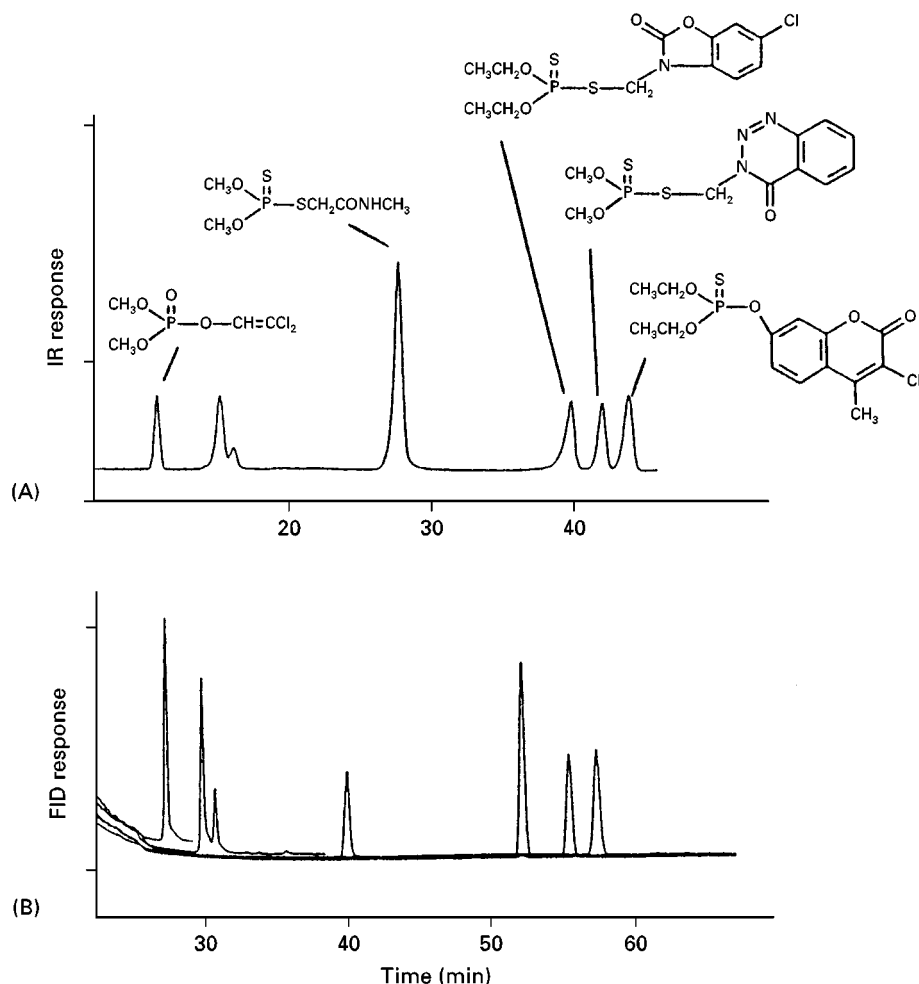 O
O
Cl
S
CH₃CH₂O
N
P
S
CH₂
CH₃CH₂O
N
N
S
CH₃O
N
P
S
CH₂
CH₃O
O
S
CH₃O
P
SCH₂CONHCH₃
CH₃O
S
CH₃CH₂O
P
O
O
O
CH₃CH₂O
Cl
CH₃
O
CH₃O
P
O
CH=CCl₂
CH₃O
IR response
(A)
20
30
40
FID response
(B)
30
40
50
60
Time (min)